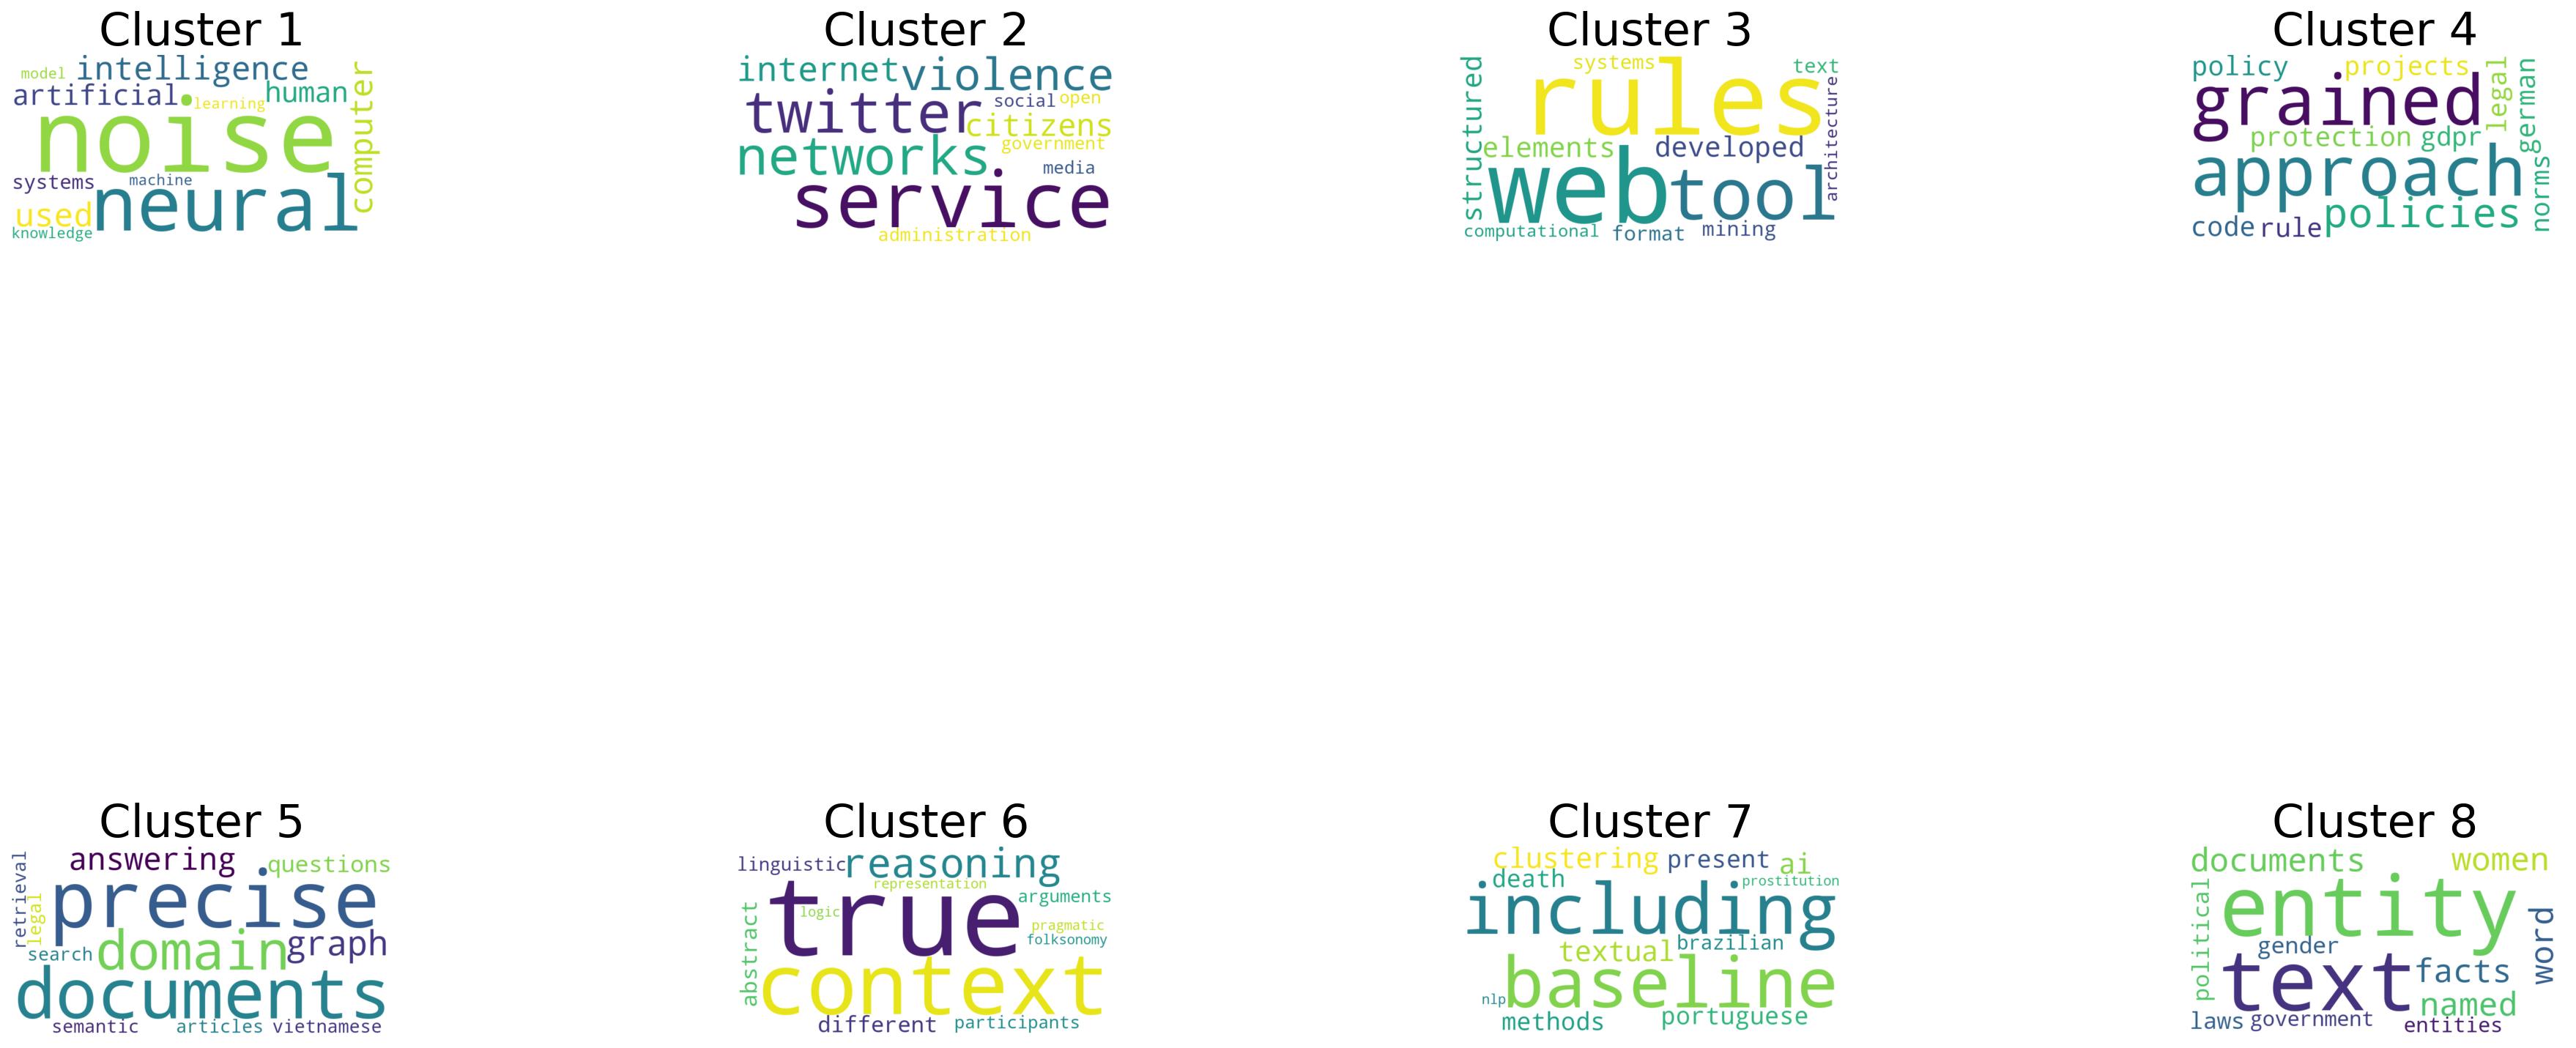 Cluster 1
model intelligence
artificial learning human
computer
noise
systems machine
used neural
knowledge
Cluster 2
internet violence
twitter social open
citizens
networks government
media
service
administration
Cluster 3
systems text
structured rules architecture
elements developed
web tool
computational format mining
Cluster 4
policy projects legal german
grained
protection gdpr
approach norms
code rule policies
Cluster 5
retrieval answering questions
legal precise
search domain graph
documents
semantic articles vietnamese
Cluster 6
linguistic reasoning
representation
true arguments
logic pragmatic
folksonomy
abstract context
different participants
Cluster 7
clustering present ai
death prostitution
including
textual brazilian
nlp baseline
methods portuguese
Cluster 8
documents women
political entity word
gender
text facts
named
laws government entities